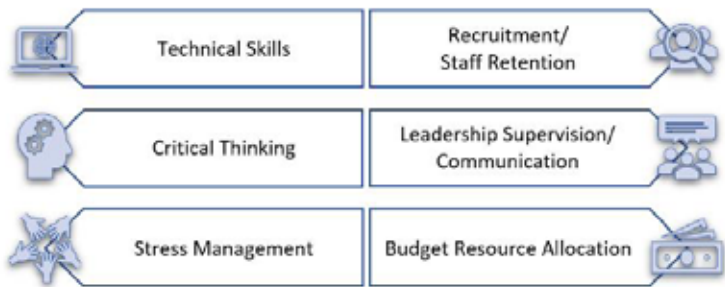 Technical Skills
Recruitment/
Staff Retention
Critical Thinking
Leadership Supervision/
Communication
Stress Management
Budget Resource Allocation